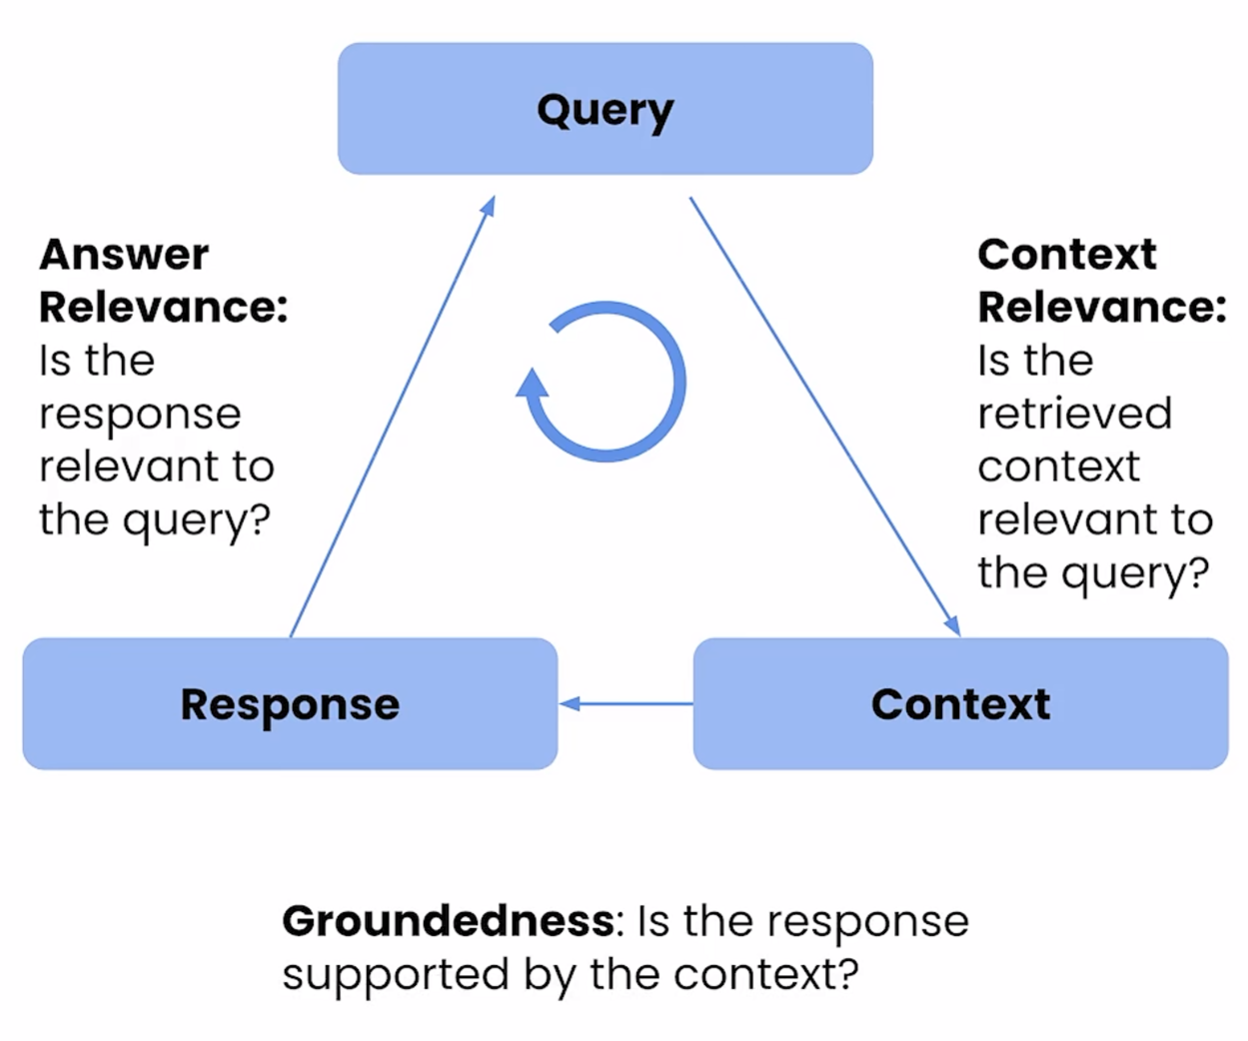 Query
Answer
Relevance:
Is the
response
relevant to
the query?
Context
Relevance:
Is the
retrieved
context
relevant to
the query?
Response
Context
Groundedness: Is the response
supported by the context?